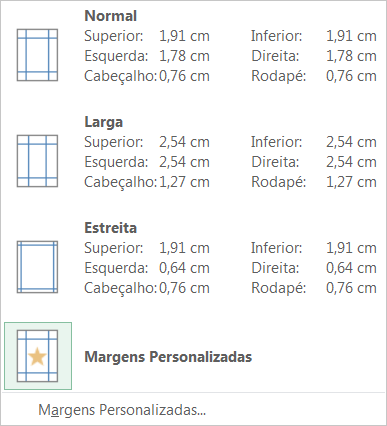 Normal
Superior: 1,91 cm Inferior: 1,91 cm
Esquerda: 1,78 cm Direita: 1,78 cm
Cabeçalho: 0,76 cm Rodapé: 0,76 cm
Larga
Superior: 2,54 cm Inferior: 2,54 cm
Esquerda: 2,54 cm Direita: 2,54 cm
Cabeçalho: 1,27 cm Rodapé: 1,27 cm
Estreita
Superior: 1,91 cm Inferior: 1,91 cm
Esquerda: 0,64 cm Direita: 0,64 cm
Cabeçalho: 0,76 cm Rodapé: 0,76 cm
Margens Personalizadas
Margens Personalizadas...